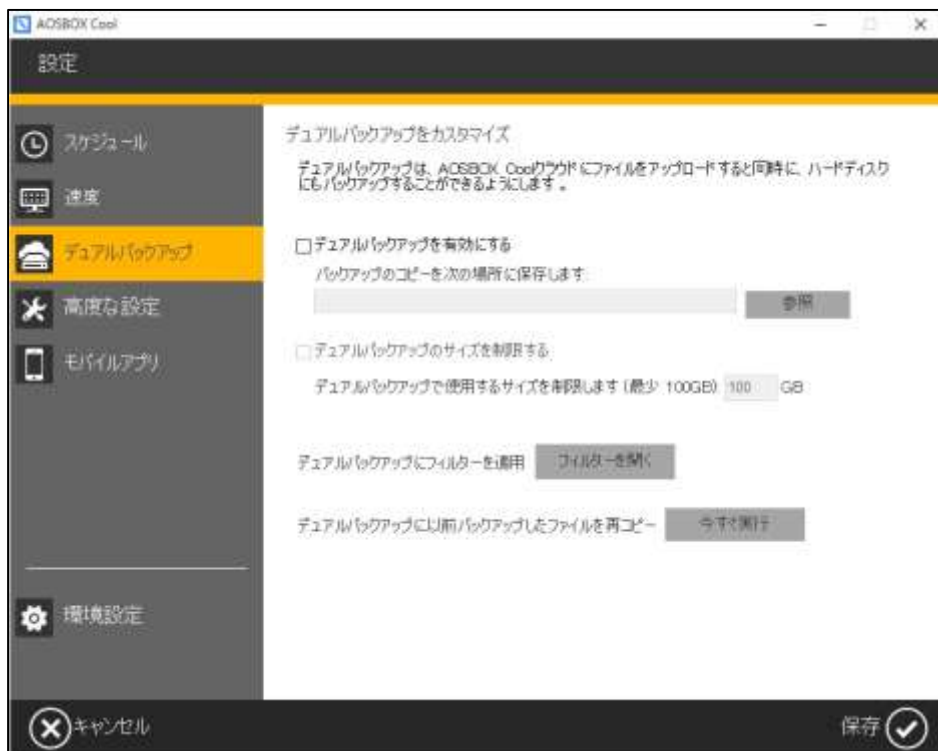 AOSBOX Cool
設定
スケジュール
速度
デュアルバックアップ
高度な設定
モバイルアプリ
環境設定
デュアルバックアップをカスタマイズ
デュアルバックアップは、AOSBOX Coolクラウドにファイルをアップロードすると同時に、ハードディスク
にもバックアップすることができるようにします。
デュアルバックアップを有効にする
バックアップのコピーを次の場所に保存します
参照
デュアルバックアップのサイズを制限する
デュアルバックアップで使用するサイズを制限します(最少 100GB) 100 GB
デュアルバックアップにフィルターを適用 フィルターを開く
デュアルバックアップに以前バックアップしたファイルを再コピー 今すぐ実行
キャンセル
保存